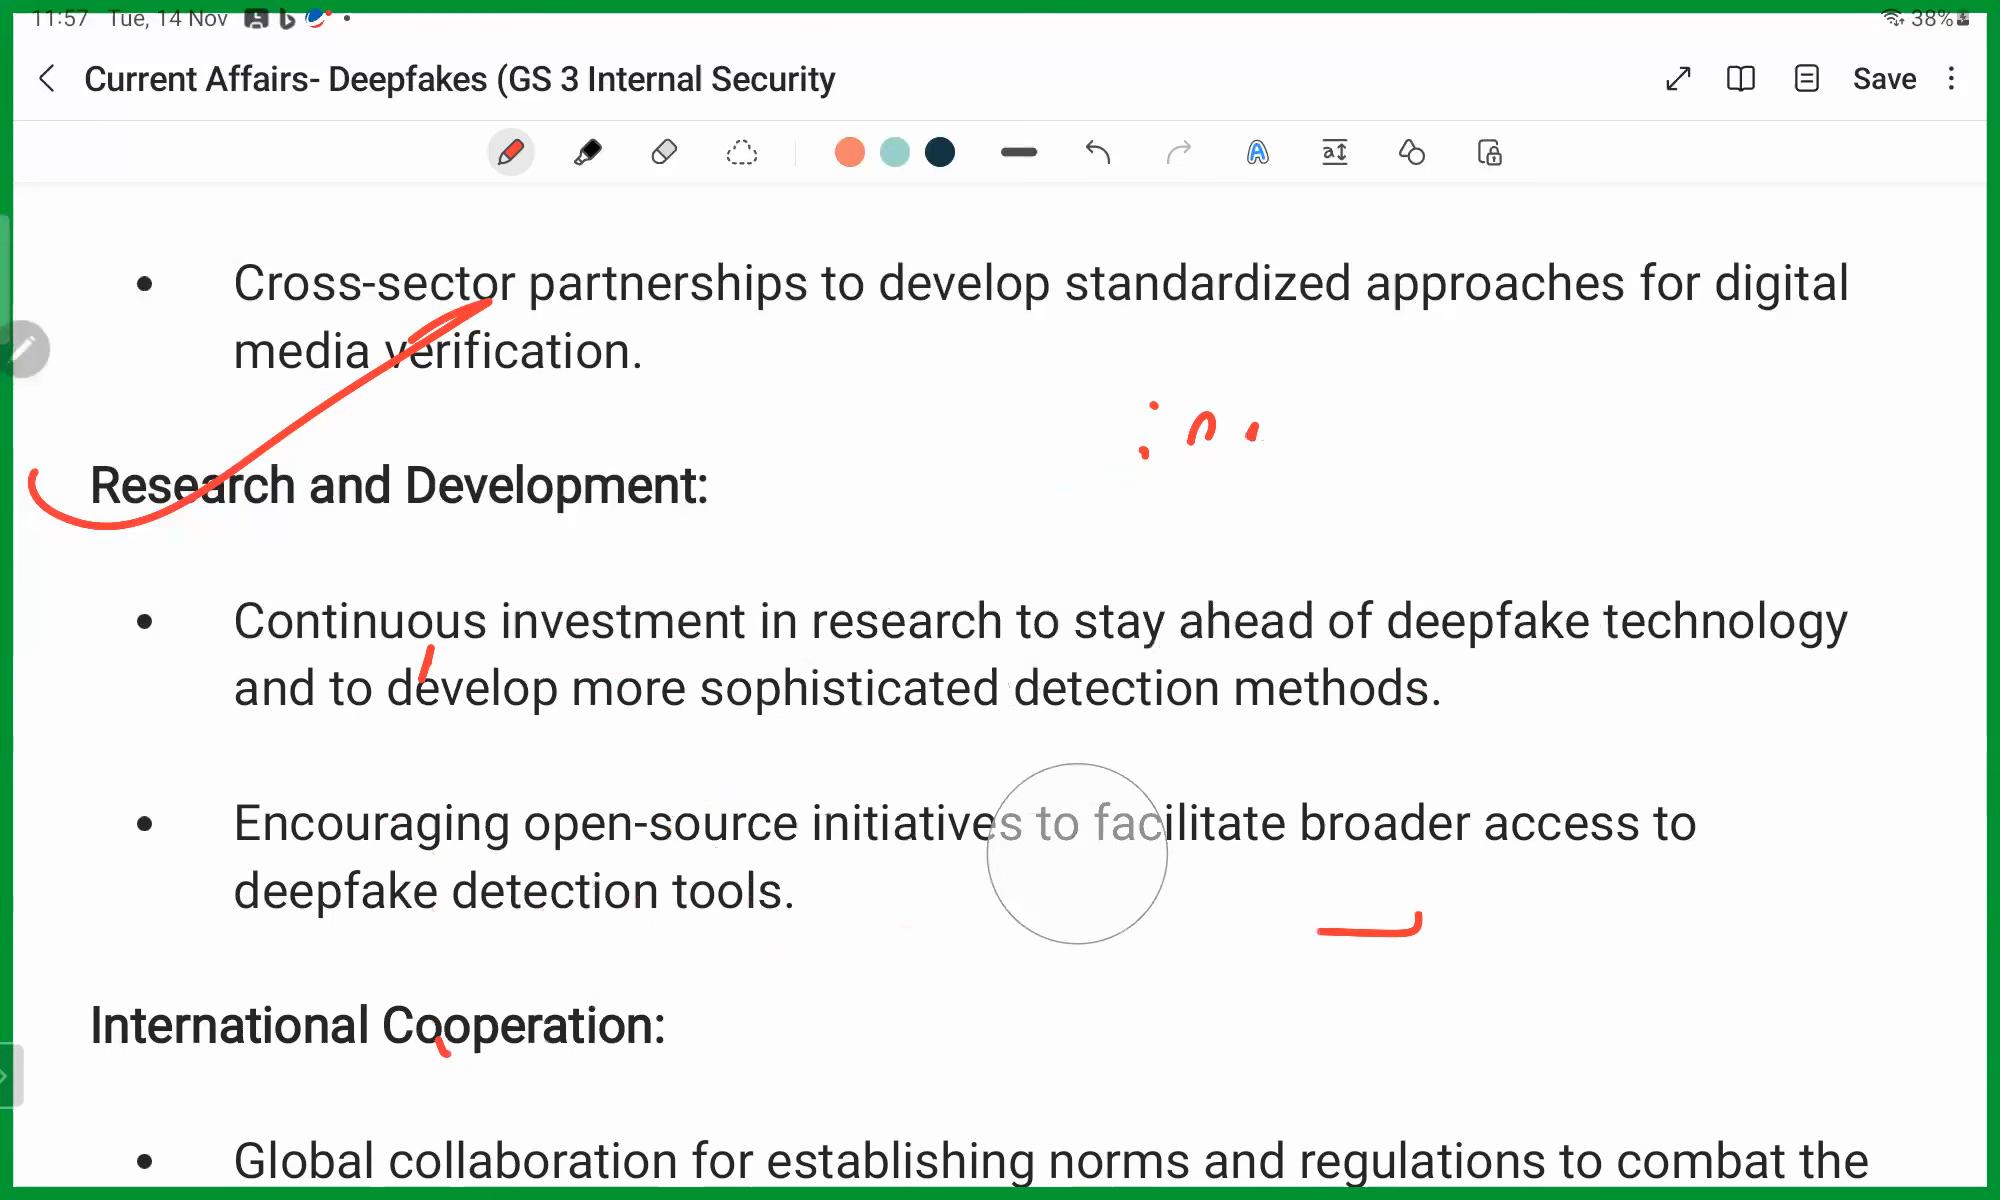 11:57 Tue, 14 Nov 38%
Current Affairs- Deepfakes (GS 3 Internal Security Save
• Cross-sector partnerships to develop standardized approaches for digital
media verification.
Research and Development:
• Continuous investment in research to stay ahead of deepfake technology
and to develop more sophisticated detection methods.
• Encouraging open-source initiatives to facilitate broader access to
deepfake detection tools.
International Cooperation:
• Global collaboration for establishing norms and regulations to combat the